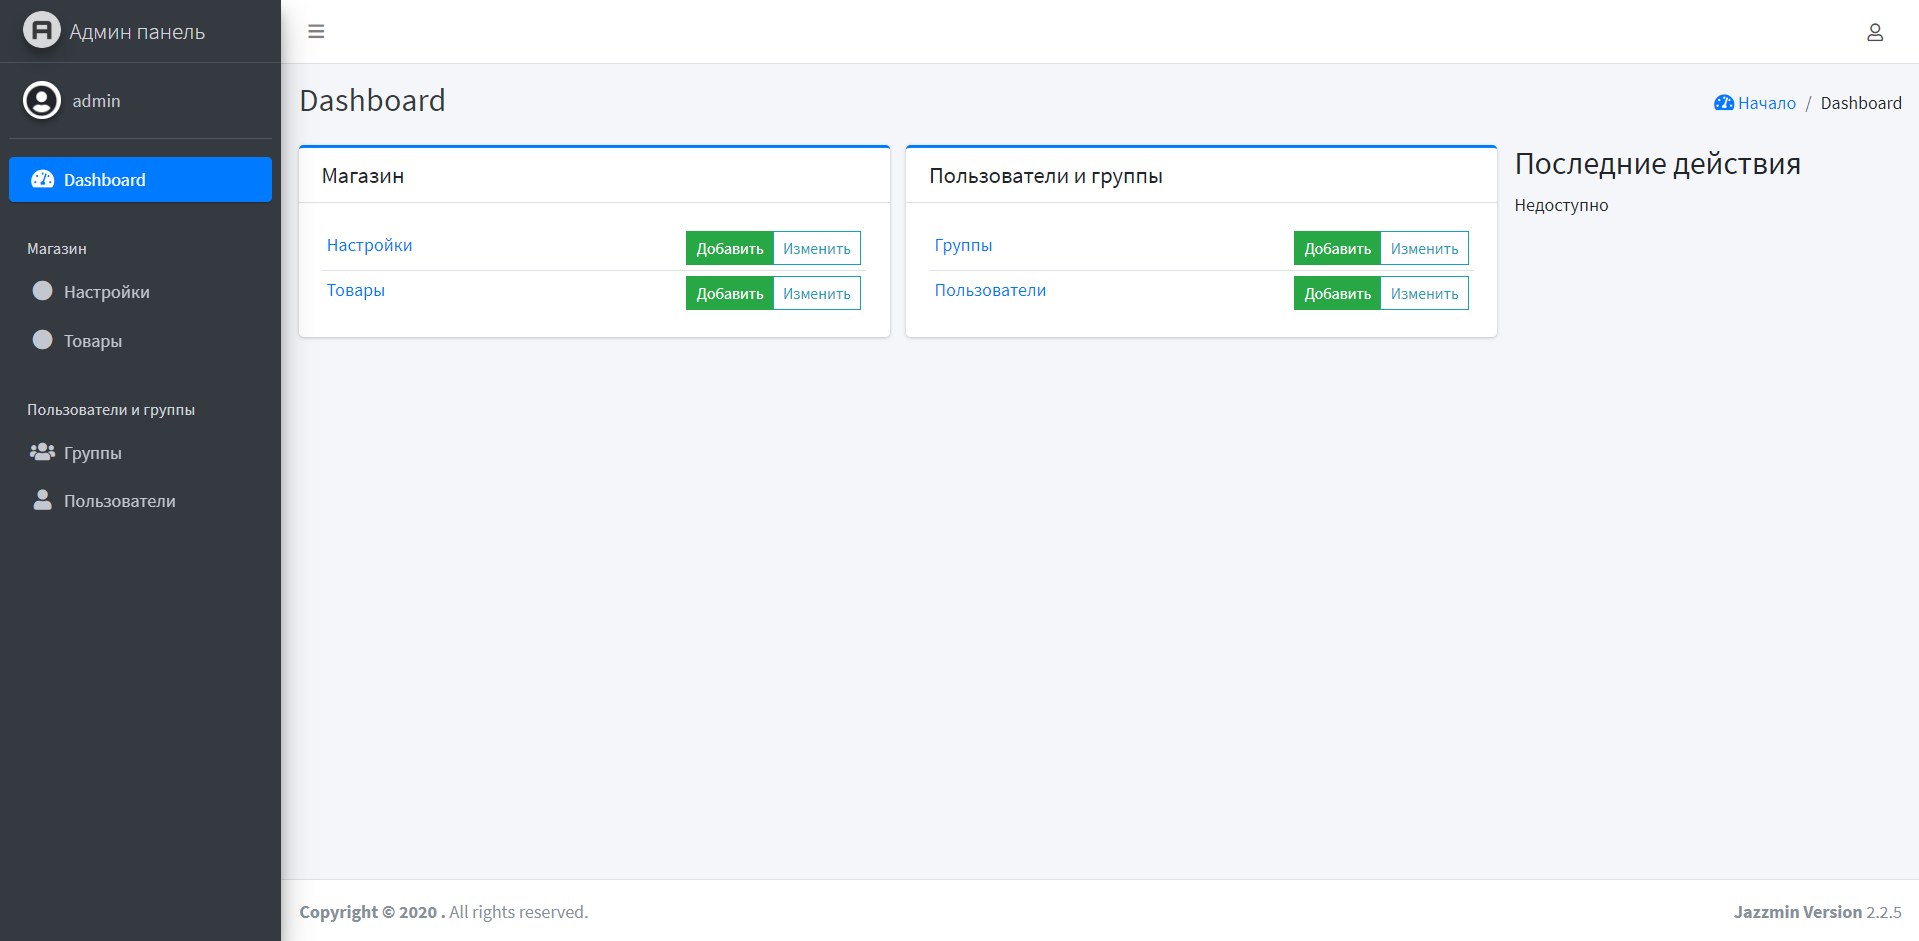 Админ панель
admin
Dashboard
Магазин
Настройки
Товары
Пользователи и группы
Группы
Пользователи
Dashboard
Начало / Dashboard
Магазин
Настройки Добавить Изменить
Товары Добавить Изменить
Пользователи и группы
Группы Добавить Изменить
Пользователи Добавить Изменить
Последние действия
Недоступно
Copyright © 2020 . All rights reserved.
Jazzmin Version 2.2.5